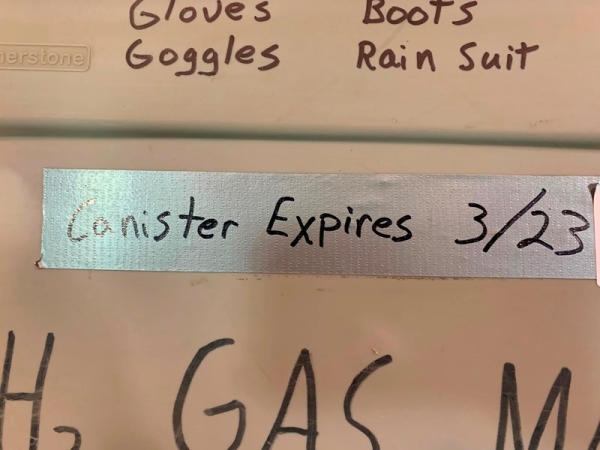 Gloves Boots
Goggles Rain Suit
Canister Expires 3/23
GAS